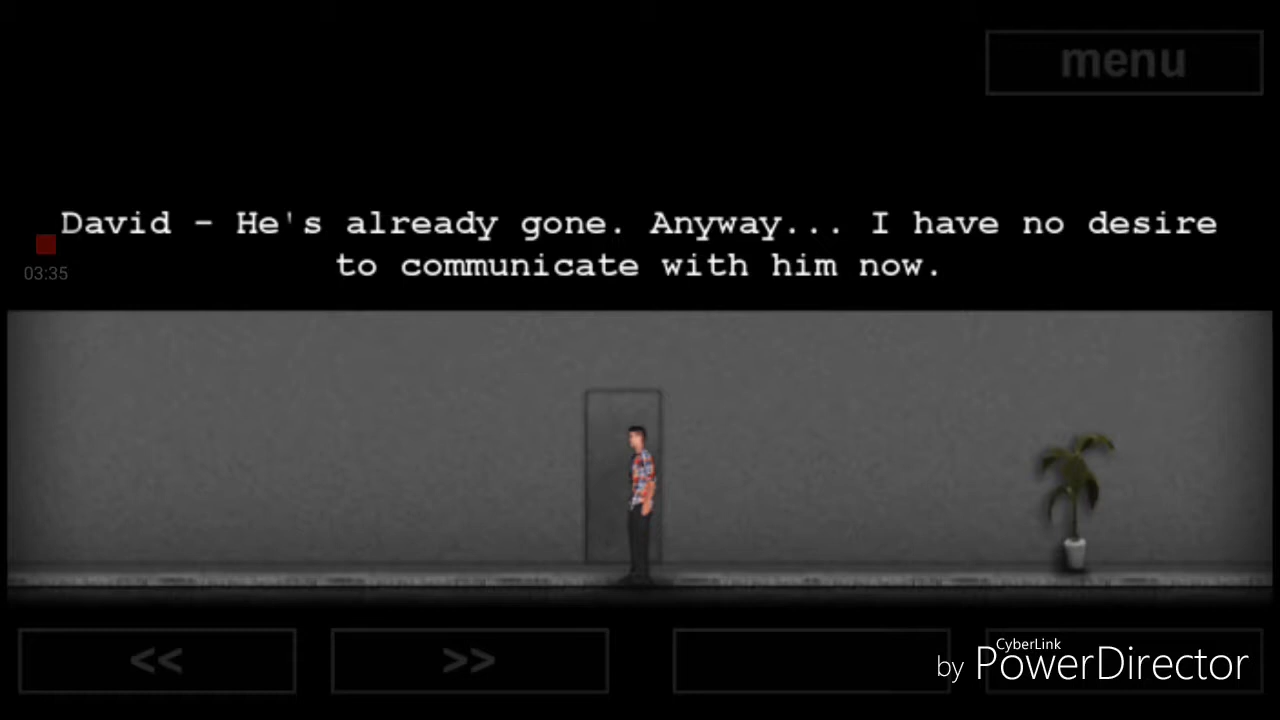 menu
David - He's already gone. Anyway... I have no desire
to communicate with him now.
03:35
<< >>
CyberLink
by PowerDirector